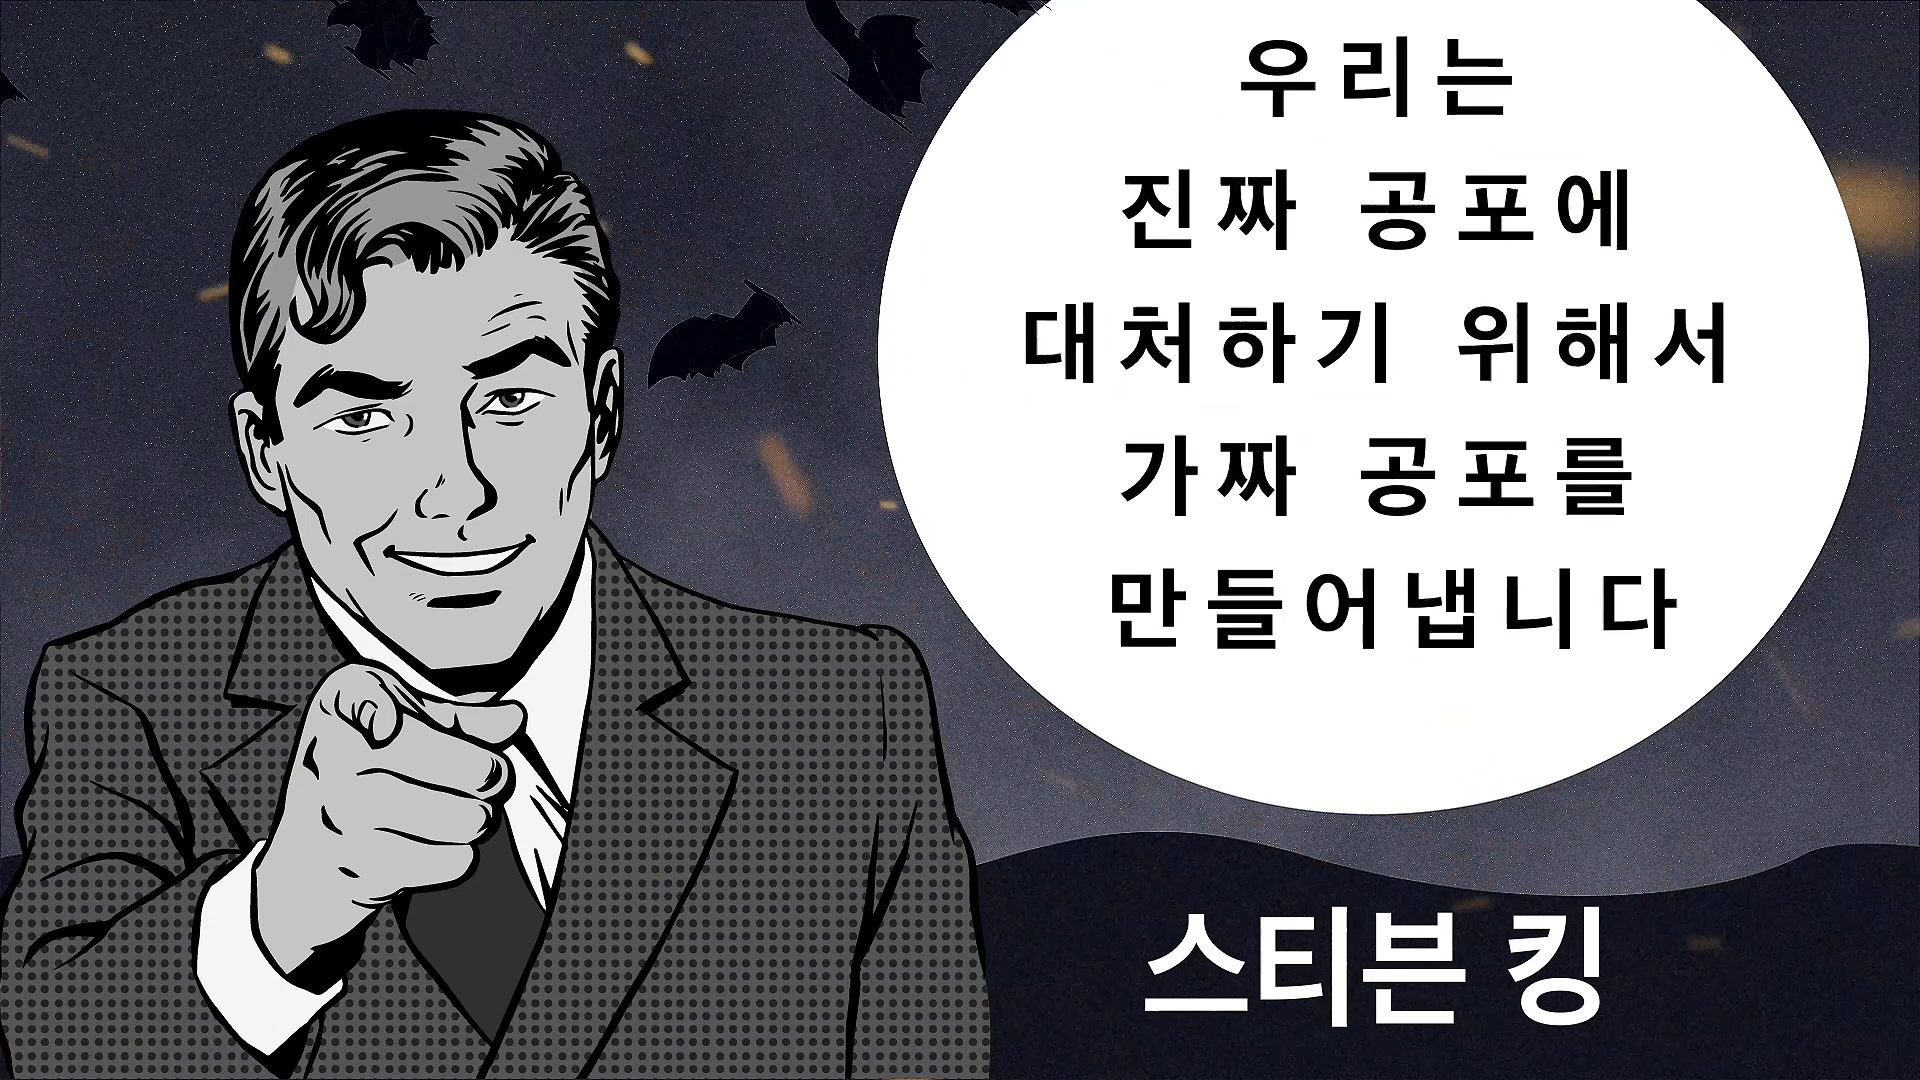 우리는
진짜 공포에
대처하기 위해서
가짜 공포를
만들어냅니다
스티븐 킹